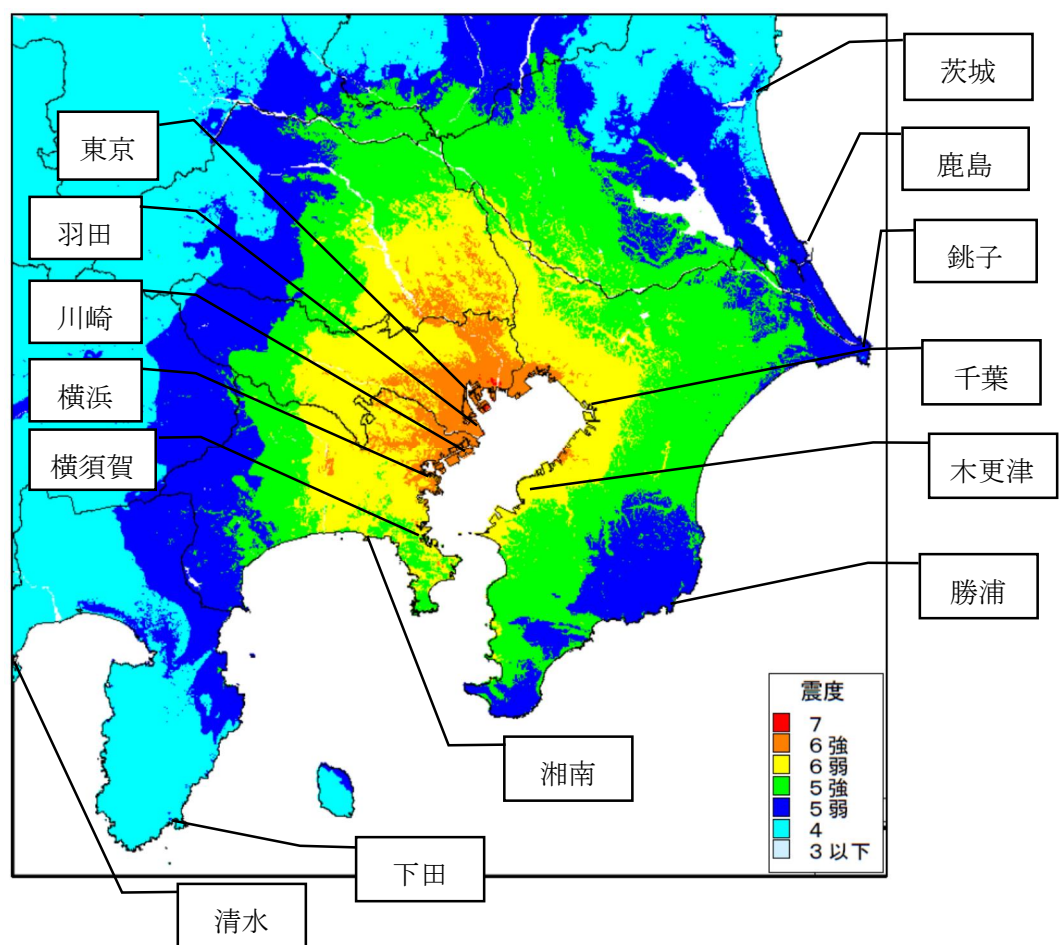 茨城
東京
鹿島
羽田
銚子
川崎
千葉
横浜
木更津
横須賀
勝浦
震度
7
6強
6弱
5強
5弱
4
3以下
湘南
下田
清水